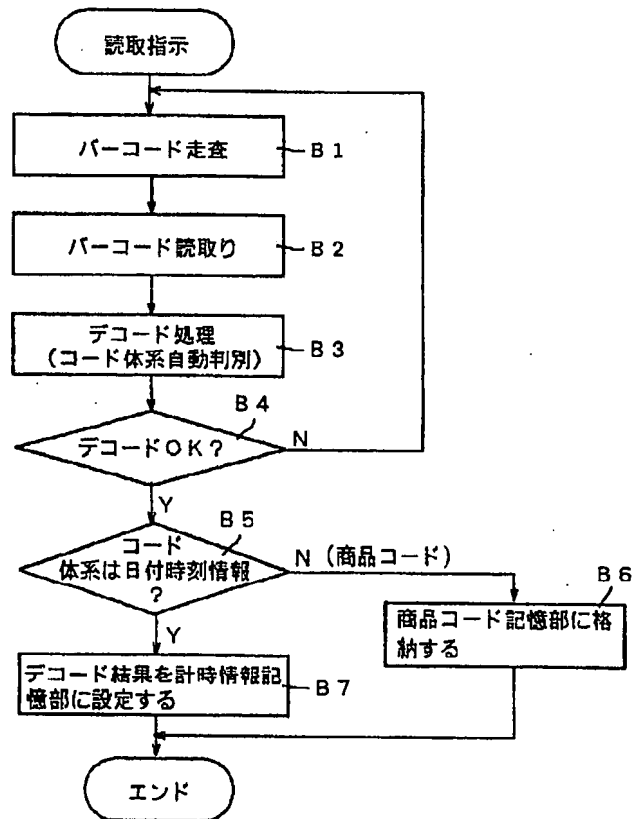 読取指示
バーコード走査
B1
バーコード読取り
B2
デコード処理
(コード体系自動判別)
B3
B4
デコードOK?
N
Y
B5
コード
体系は日付時刻情報
?
N (商品コード)
B6
商品コード記憶部に格
納する
Y
デコード結果を計時情報記
憶部に設定する
B7
エンド